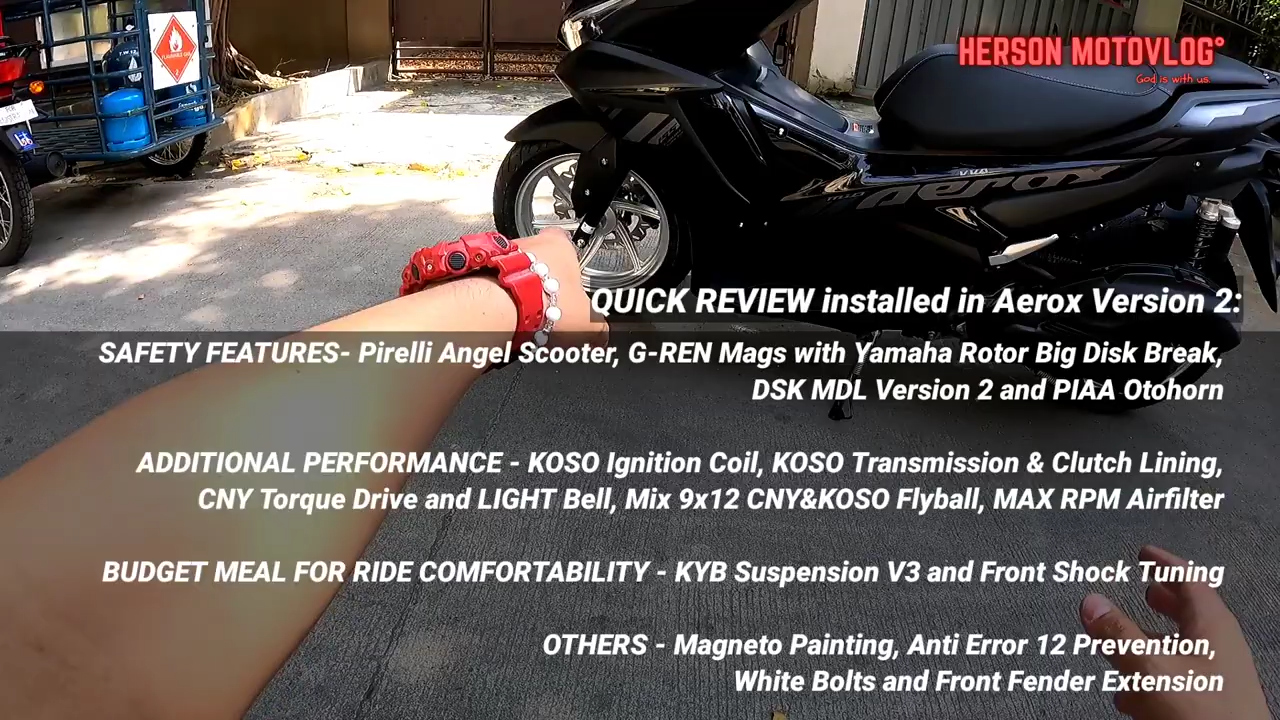 FLAMMABLE GAS
HERSON MOTOVLOG°
God is with us.
aerox
QUICK REVIEW installed in Aerox Version 2:
SAFETY FEATURES- Pirelli Angel Scooter, G-REN Mags with Yamaha Rotor Big Disk Break,
DSK MDL Version 2 and PIAA Otohorn
ADDITIONAL PERFORMANCE - KOSO Ignition Coil, KOSO Transmission & Clutch Lining,
CNY Torque Drive and LIGHT Bell, Mix 9x12 CNY&KOSO Flyball, MAX RPM Airfilter
BUDGET MEAL FOR RIDE COMFORTABILITY - KYB Suspension V3 and Front Shock Tuning
OTHERS - Magneto Painting, Anti Error 12 Prevention,
White Bolts and Front Fender Extension